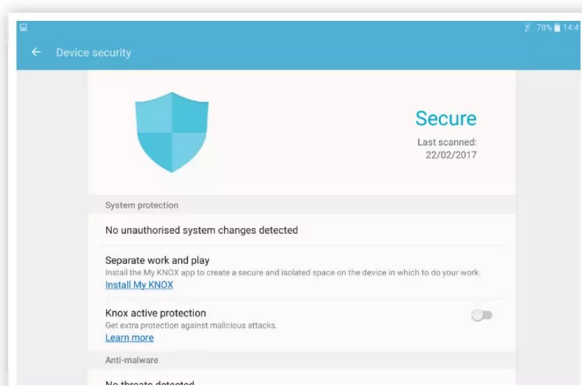 78% 14:4
Device security
Secure
Last scanned:
22/02/2017
System protection
No unauthorised system changes detected
Separate work and play
Install the My KNOX app to create a secure and isolated space on the device in which to do your work.
Install My KNOX
Knox active protection
Get extra protection against malicious attacks.
Learn more
Anti-malware
No threats detected